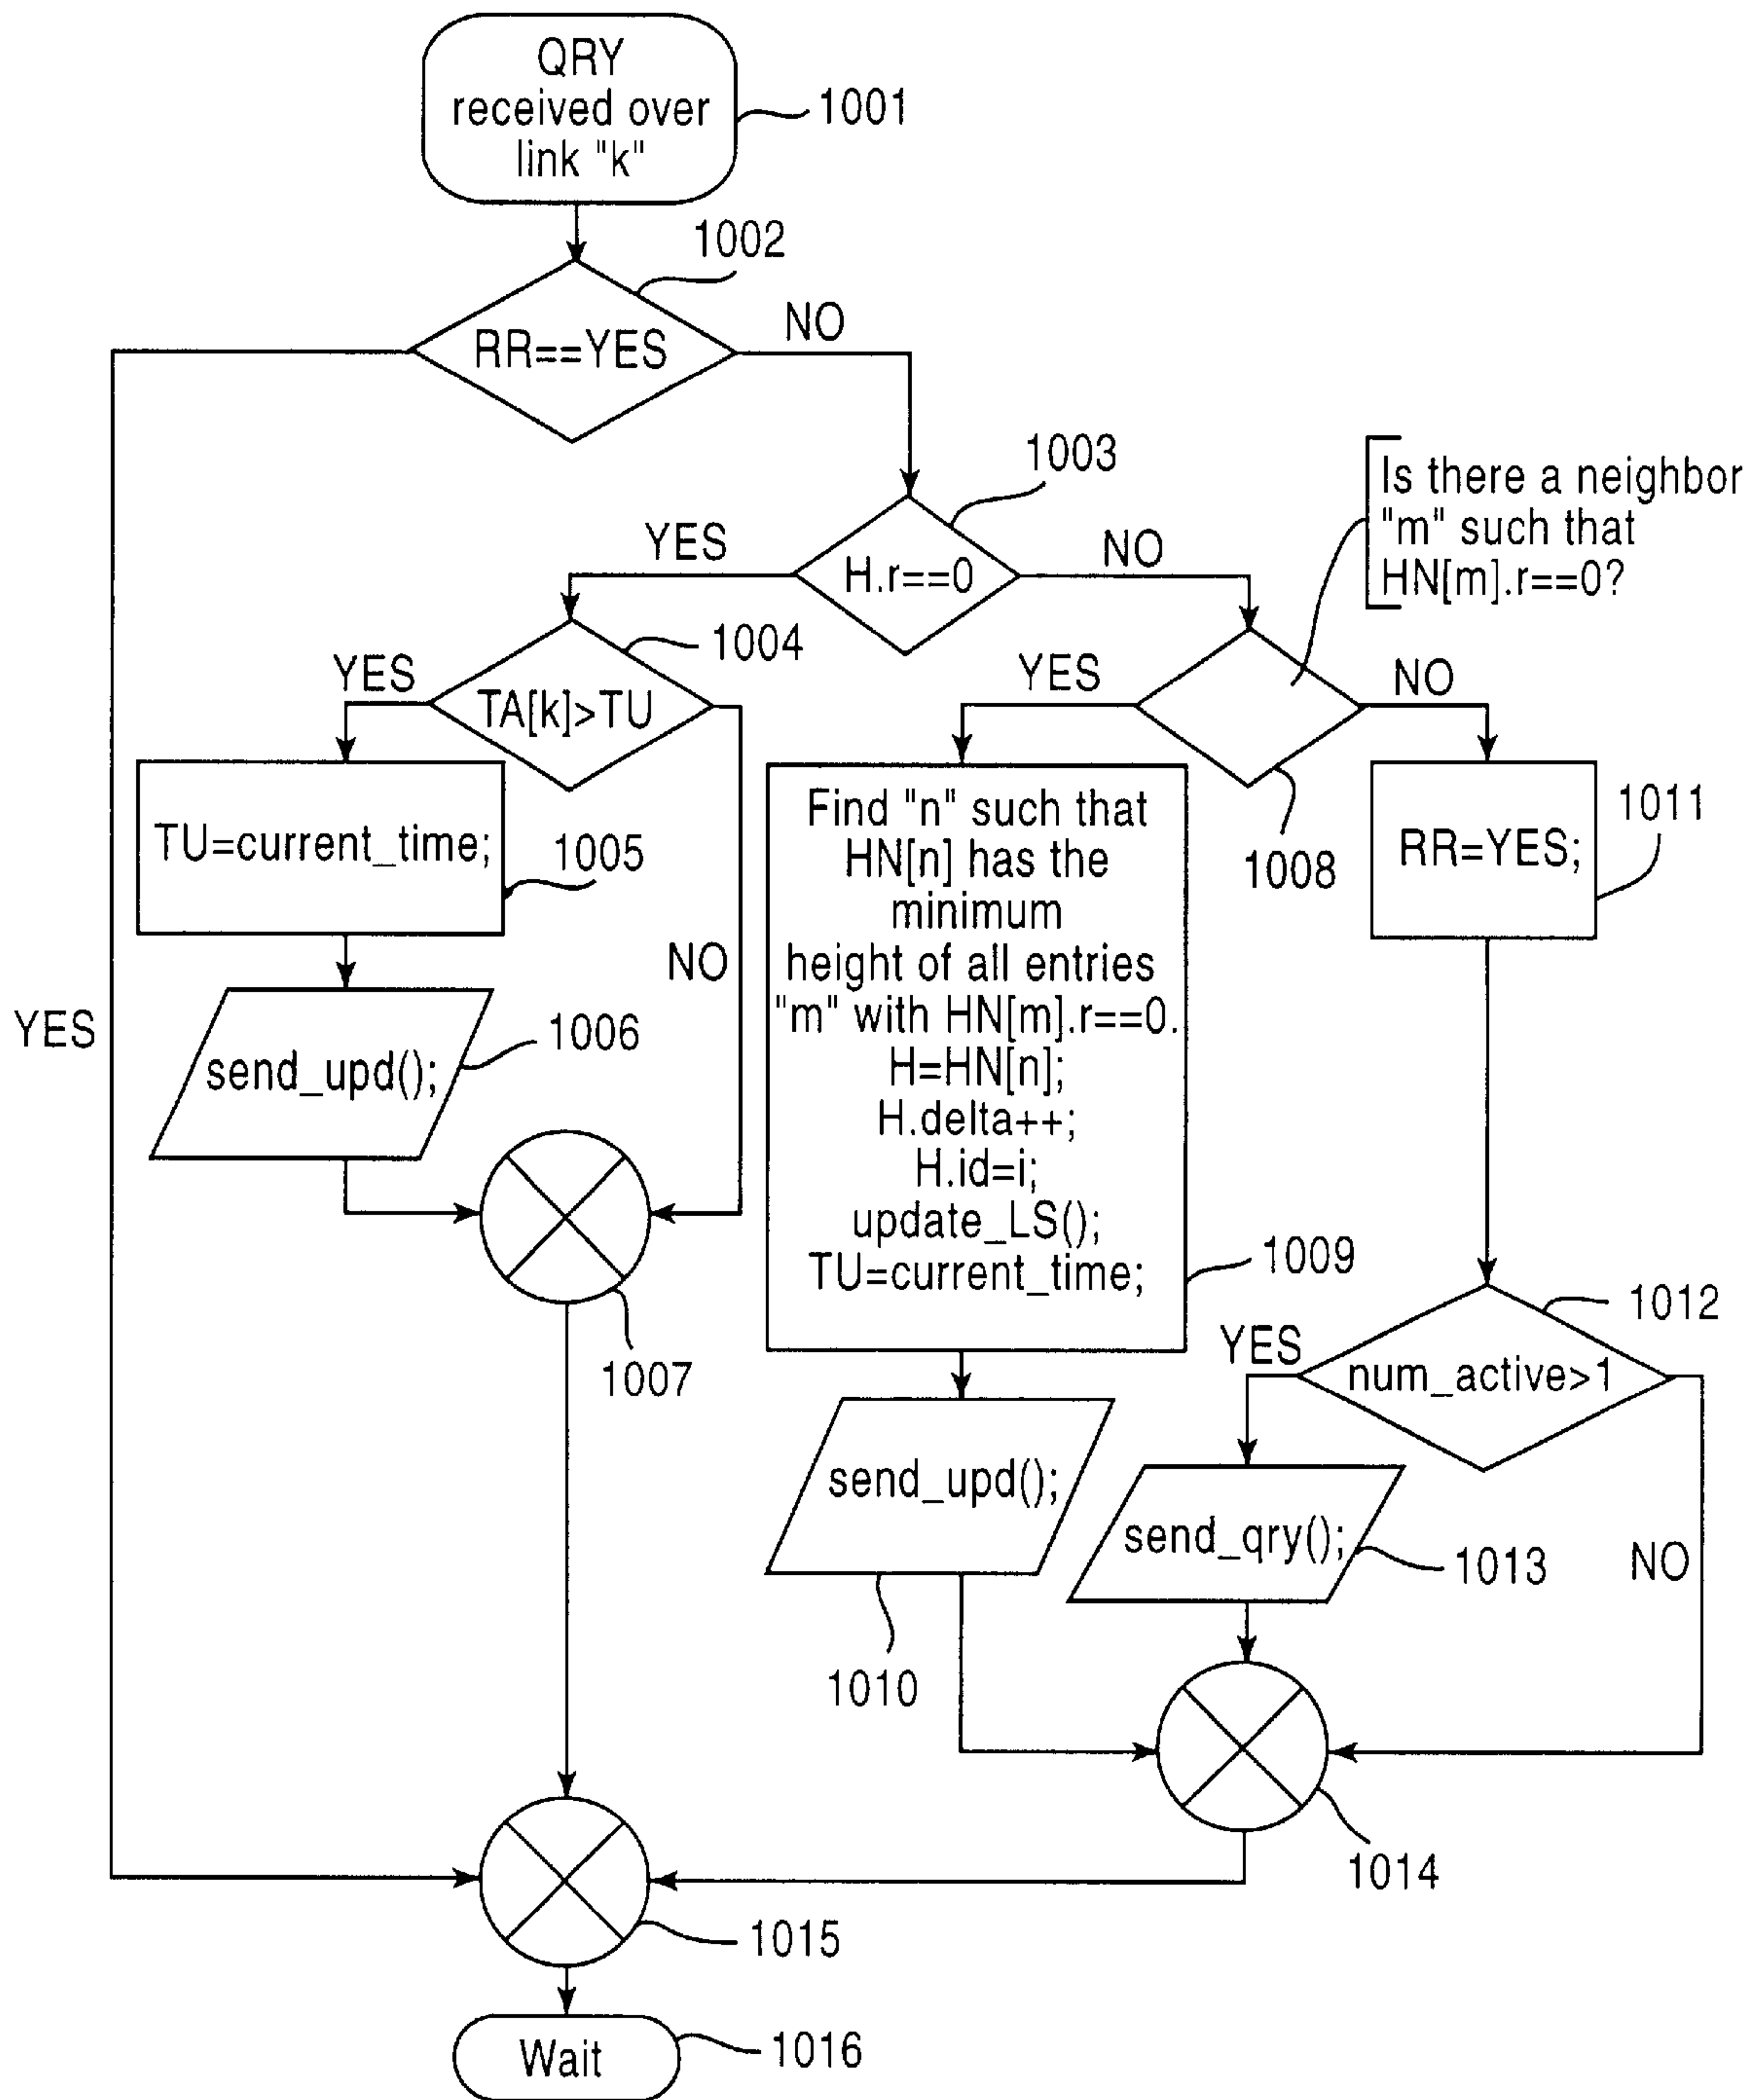 QRY
received over
link "k"
1001
1002
RR==YES
NO
1003
Is there a neighbor
"m" such that
HN[m].r==0?
YES
H.r==0
NO
1004
YES
TA[k]>TU
YES
NO
TU=current_time;
1005
Find "n" such that
HN[n] has the
minimum
height of all entries
"m" with HN[m].r==0.
H=HN[n];
H.delta++;
H.id=i;
update_LS();
TU=current_time;
1008
RR=YES;
1011
NO
YES
send_upd();
1006
1007
1009
1012
YES
num_active>1
send_upd();
send_qry();
1013
NO
1010
1014
1015
Wait
1016